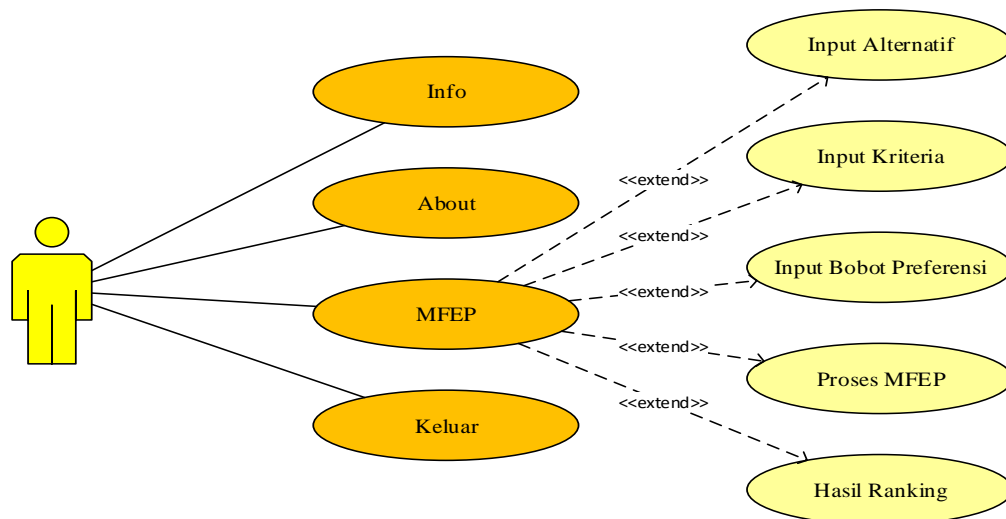 Input Alternatif
Info
Input Kriteria
<<extend>>
About
<<extend>>
Input Bobot Preferensi
<<extend>>
MFEP
<<extend>>
Proses MFEP
<<extend>>
Keluar
Hasil Ranking